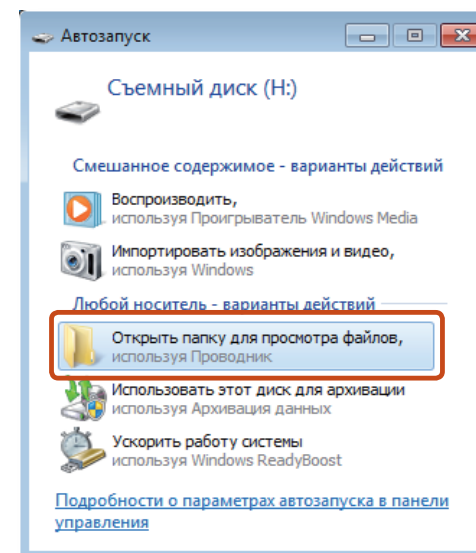 Автозапуск
Съемный диск (H:)
Смешанное содержимое - варианты действий
Воспроизводить,
используя Проигрыватель Windows Media
Импортировать изображения и видео,
используя Windows
Любой носитель - варианты действий
Открыть папку для просмотра файлов,
используя Проводник
Использовать этот диск для архивации
используя Архивация данных
Ускорить работу системы
используя Windows ReadyBoost
Подробности о параметрах автозапуска в панели
управления